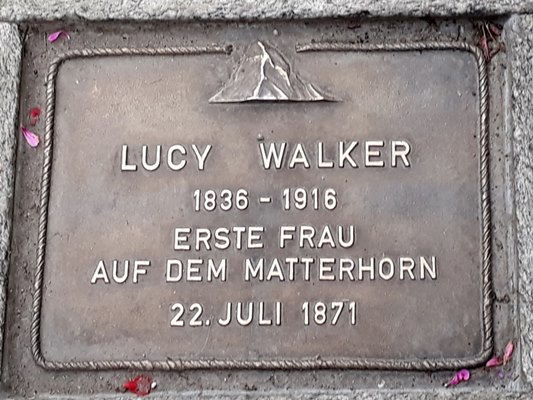 LUCY WALKER
1836 - 1916
ERSTE FRAU
AUF DEM MATTERHORN
22. JULI 1871